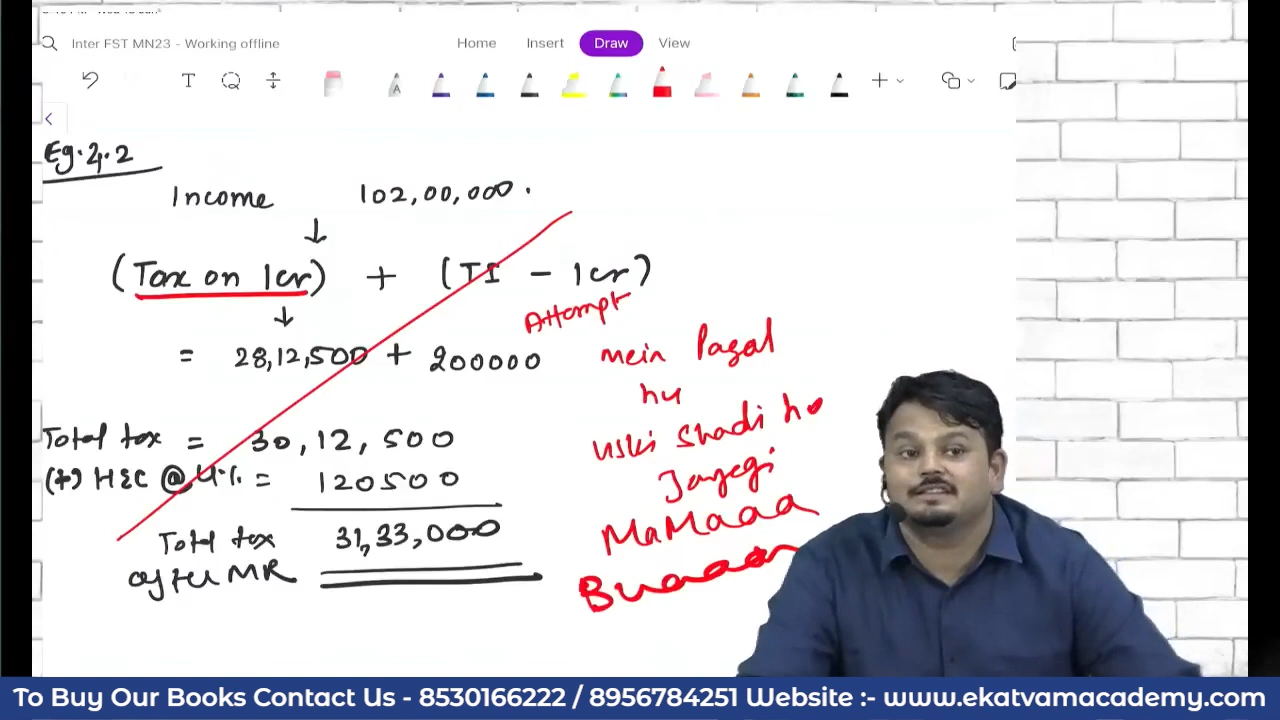 Inter FST MN23 - Working offline
Home Insert Draw View
T
A
Eg. 4.2
Income 102,00,000.
↓
(Tax on 1cr) + (TI - 1cr)
↓
= 28,12,500 + 200000
Total tax = 30,12,500
(+) HEC @ 4% = 120500
Total tax 31,33,000
after MR
Attempt
mein Pagal
hu
uski Shadi ho
Jayegi
MaMaaa
To Buy Our Books Contact Us - 8530166222 / 8956784251 Website :- www.ekatvamacademy.com